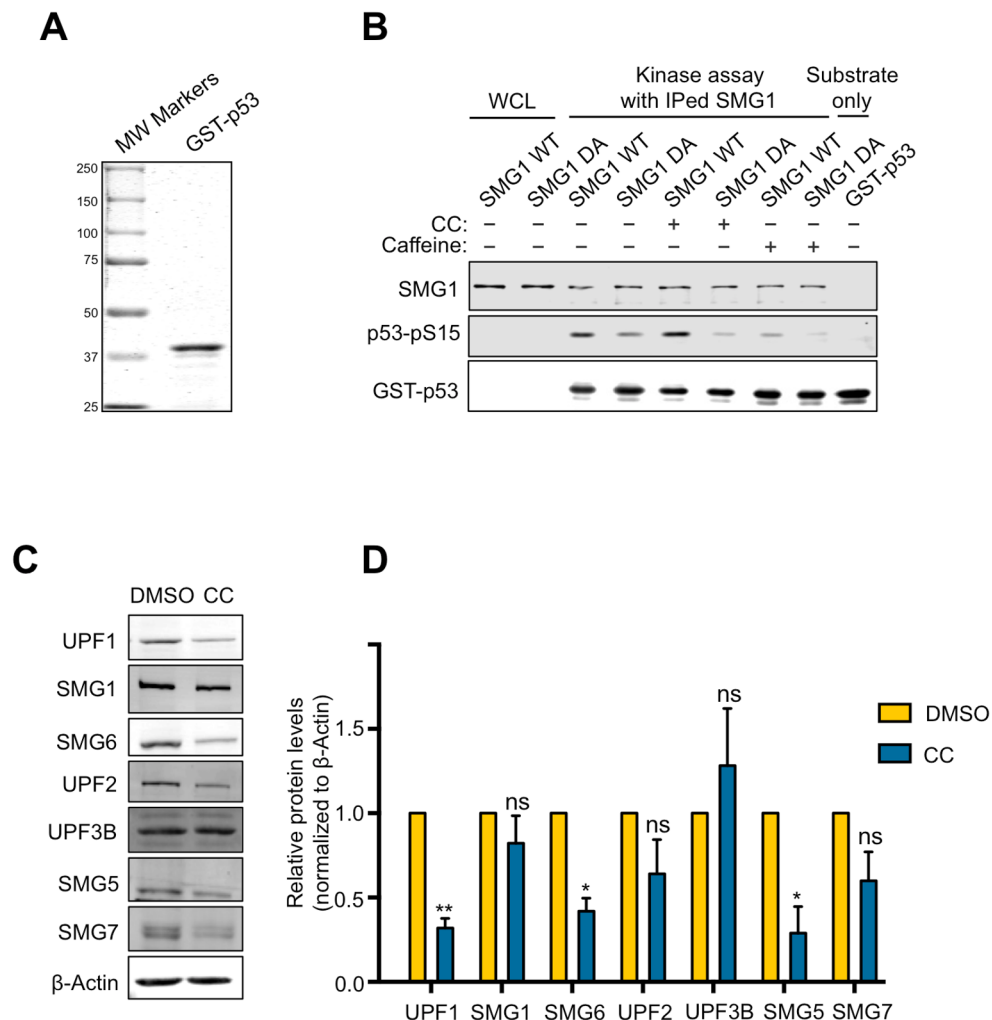 A
MW Markers
GST-p53
250
150
100
75
50
37
25
B
WCL
Kinase assay
with IPed SMG1
Substrate
only
SMG1 WT
SMG1 DA
SMG1 WT
SMG1 DA
SMG1 WT
SMG1 DA
SMG1 WT
SMG1 DA
GST-p53
CC: – – – – + + – – –
Caffeine: – – – – – – + + –
SMG1
p53-pS15
GST-p53
C
DMSO CC
UPF1
SMG1
SMG6
UPF2
UPF3B
SMG5
SMG7
β-Actin
D
Relative protein levels
(normalized to β-Actin)
1.5
1.0
0.5
0.0
** ns * ns ns * ns
UPF1 SMG1 SMG6 UPF2 UPF3B SMG5 SMG7
DMSO
CC